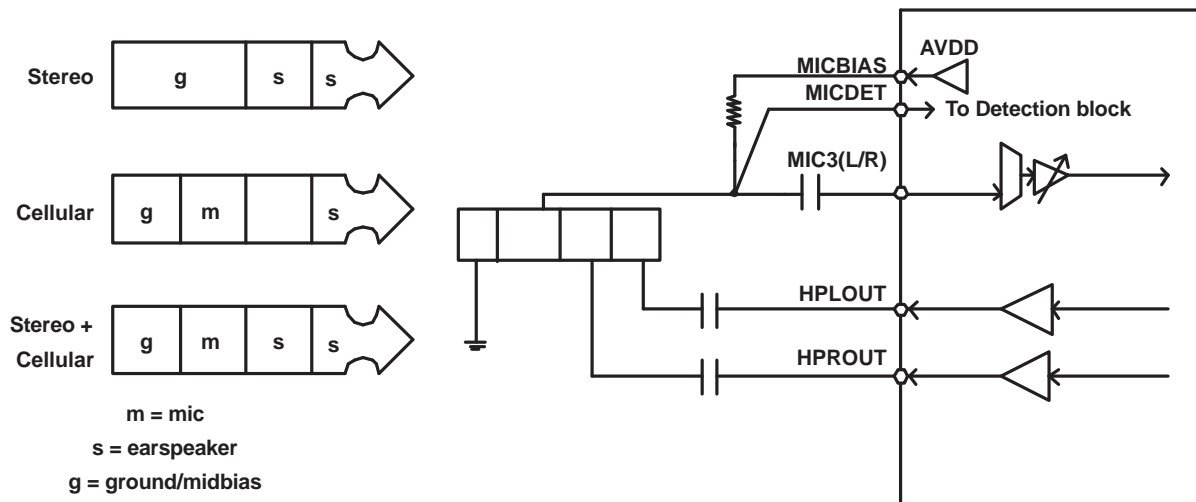 Stereo
g
s
s
Cellular
g
m
s
Stereo +
Cellular
g
m
s
s
m = mic
s = earspeaker
g = ground/midbias
AVDD
MICBIAS
MICDET
To Detection block
MIC3(L/R)
HPLOUT
HPROUT